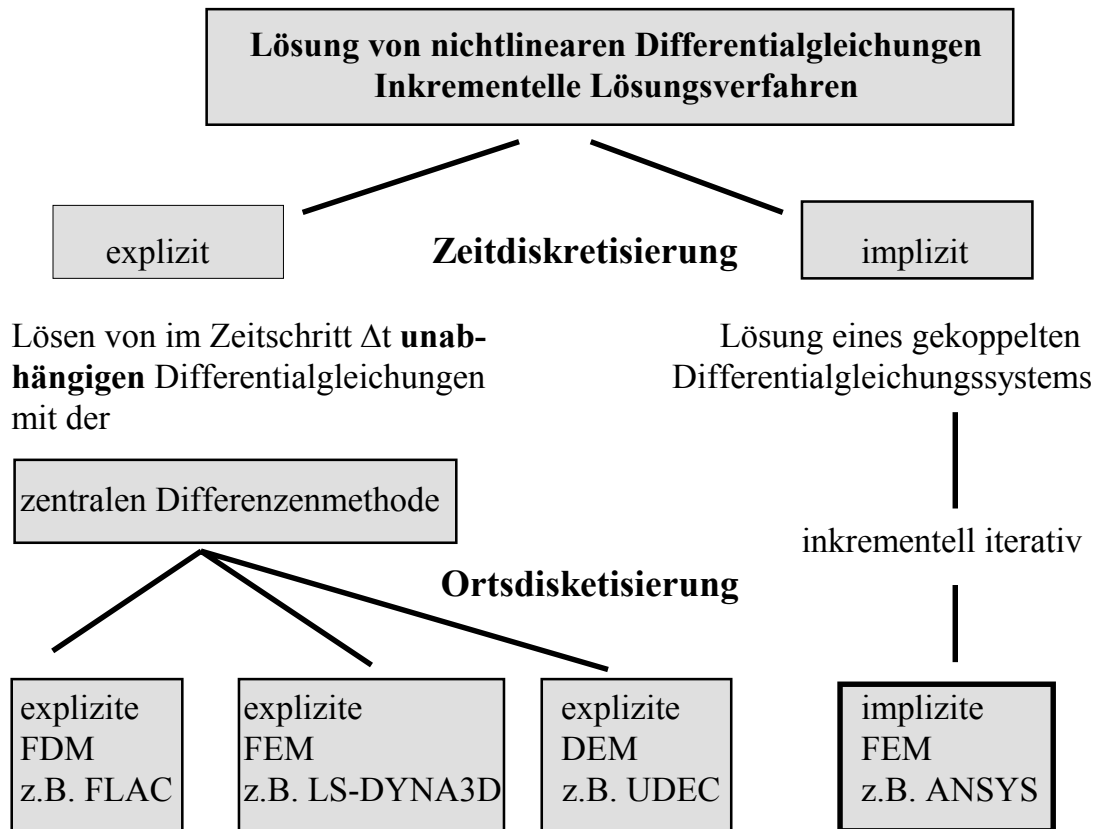 Lösung von nichtlinearen Differentialgleichungen
Inkrementelle Lösungsverfahren
explizit
Zeitdiskretisierung
implizit
Lösen von im Zeitschritt Δt unab-
hängigen Differentialgleichungen
mit der
Lösung eines gekoppelten
Differentialgleichungssystems
zentralen Differenzenmethode
inkrementell iterativ
Ortsdisketisierung
explizite
FDM
z.B. FLAC
explizite
FEM
z.B. LS-DYNA3D
explizite
DEM
z.B. UDEC
implizite
FEM
z.B. ANSYS